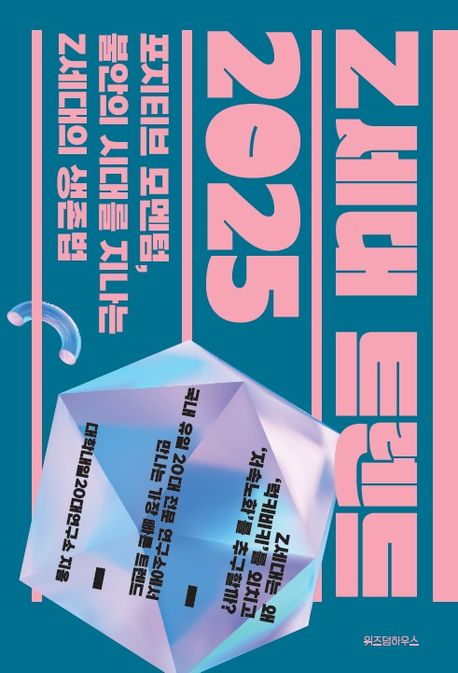 Z세대 트렌드
2025
포지티브 모멘텀,
불안의 시대를 지나는
Z세대의 생존법
Z세대는 왜
‘럭키비키’를 외치고
‘저속노화’를 추구할까?
국내 유일 20대 전문 연구소에서
만나는 가장 빠른 트렌드
대학내일20대연구소 지음
위즈덤하우스